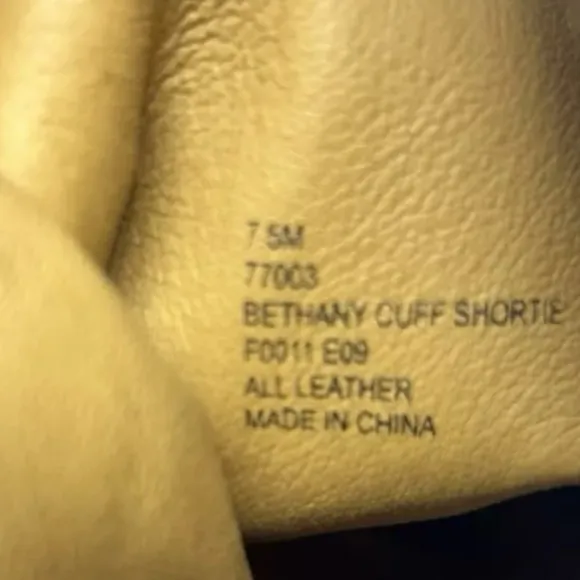 7.5M
77003
BETHANY CUFF SHORTIE
F0011 E09
ALL LEATHER
MADE IN CHINA